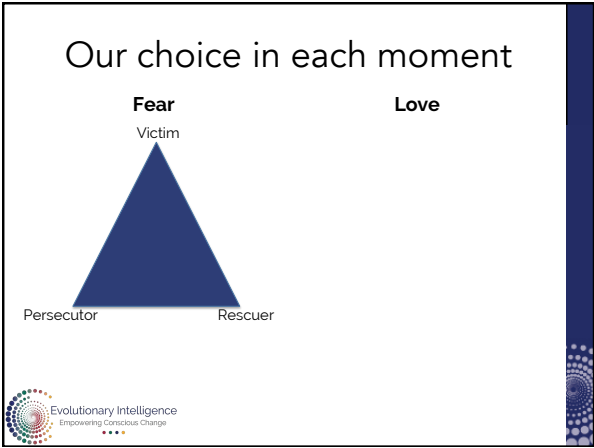 Our choice in each moment
Fear
Love
Victim
Persecutor
Rescuer
Evolutionary Intelligence
Empowering Conscious Change